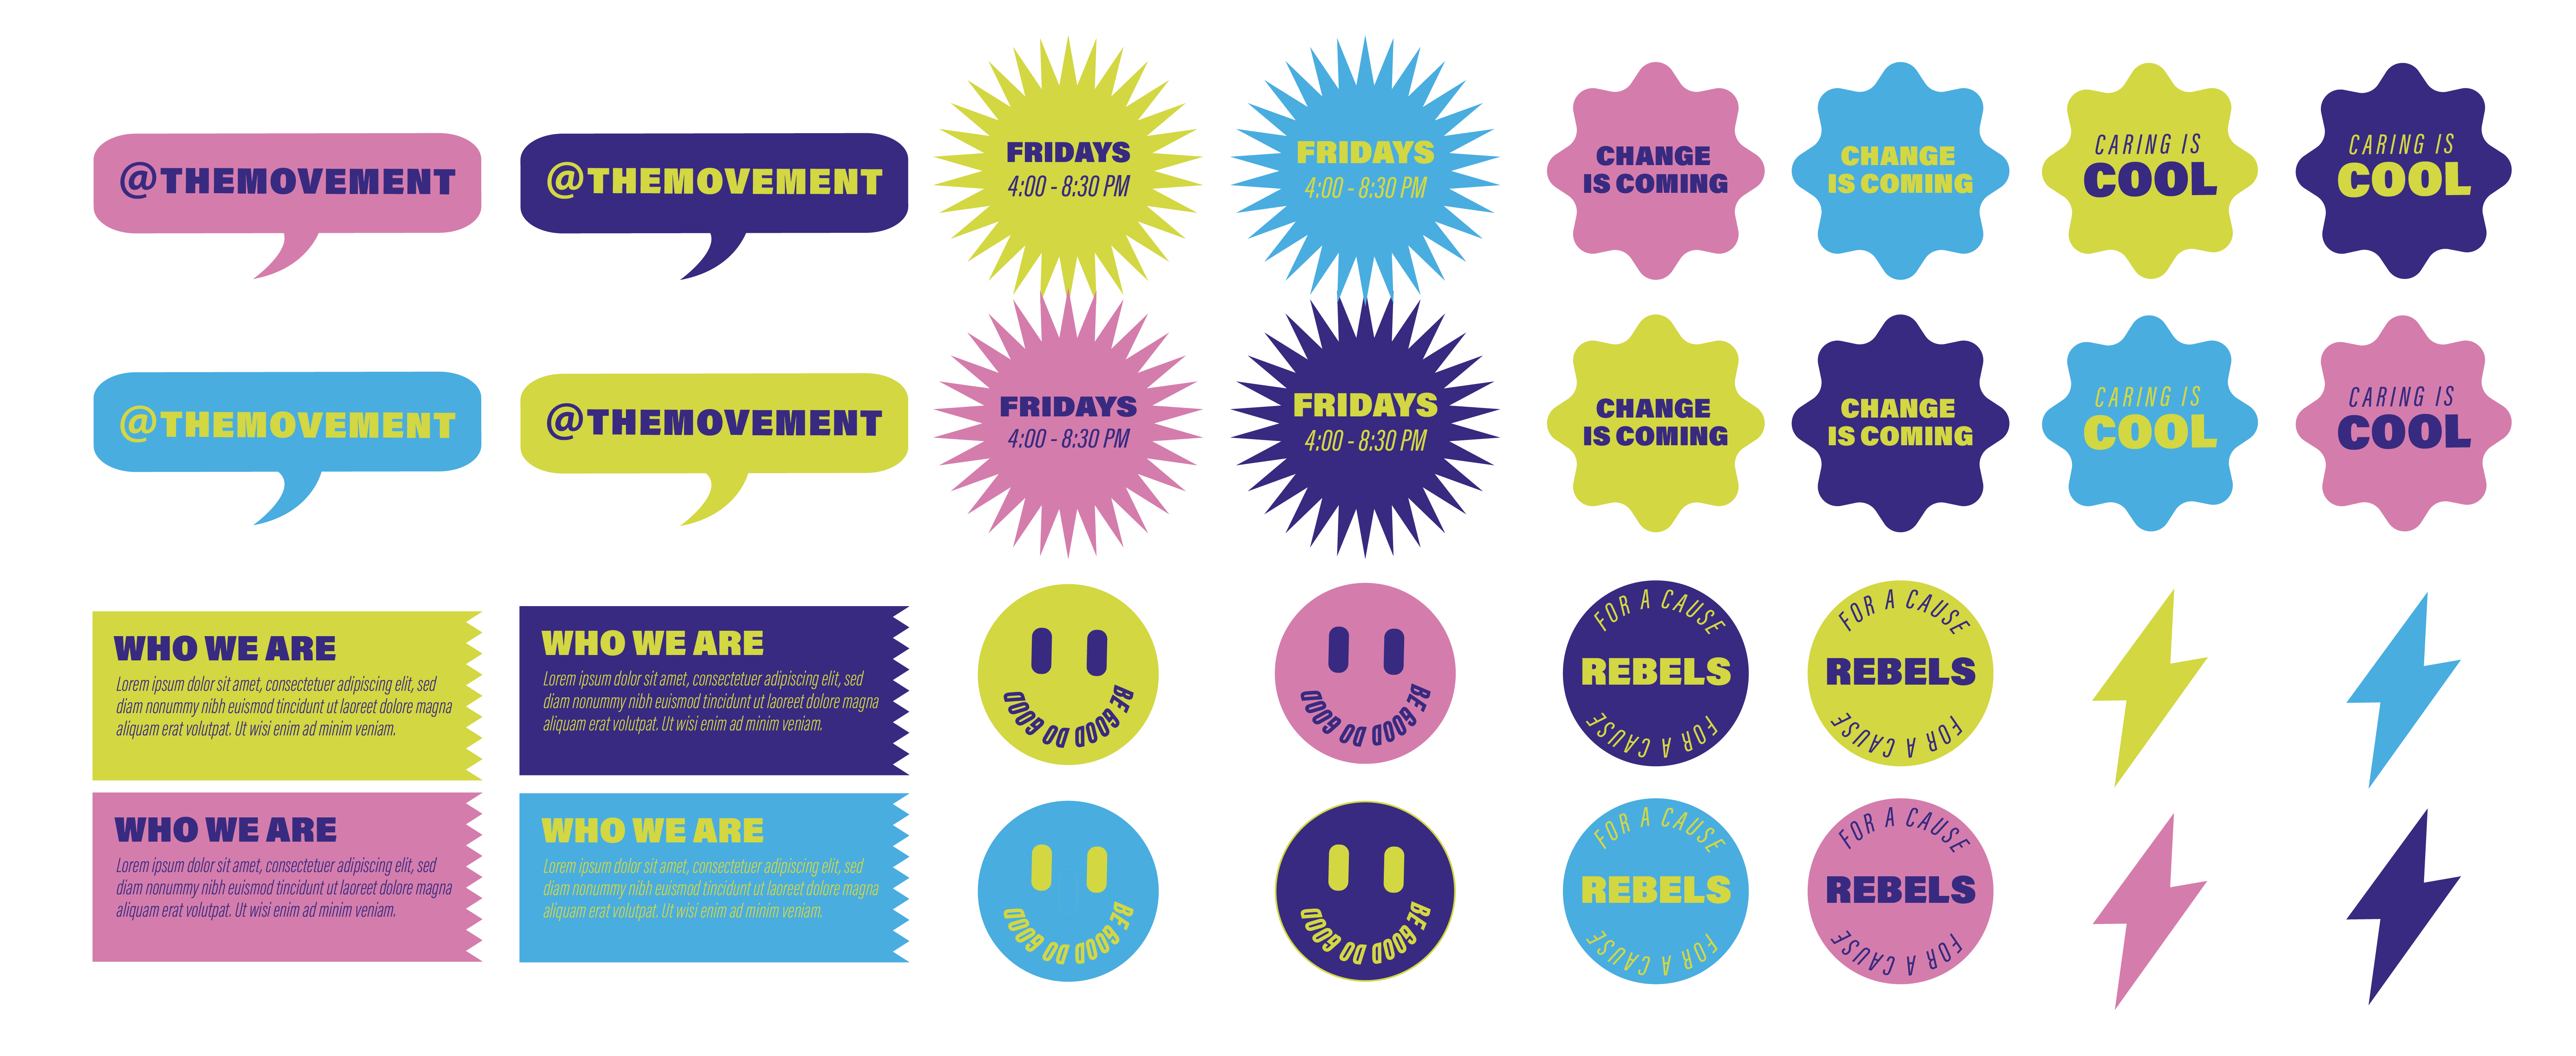 @THEMOVEMENT
@THEMOVEMENT
FRIDAYS
4:00 - 8:30 PM
FRIDAYS
4:00 - 8:30 PM
CHANGE
IS COMING
CHANGE
IS COMING
CARING IS
COOL
CARING IS
COOL
@THEMOVEMENT
@THEMOVEMENT
FRIDAYS
4:00 - 8:30 PM
FRIDAYS
4:00 - 8:30 PM
CHANGE
IS COMING
CHANGE
IS COMING
CARING IS
COOL
CARING IS
COOL
WHO WE ARE
Lorem ipsum dolor sit amet, consectetuer adipiscing elit, sed
diam nonummy nibh euismod tincidunt ut laoreet dolore magna
aliquam erat volutpat. Ut wisi enim ad minim veniam.
WHO WE ARE
Lorem ipsum dolor sit amet, consectetuer adipiscing elit, sed
diam nonummy nibh euismod tincidunt ut laoreet dolore magna
aliquam erat volutpat. Ut wisi enim ad minim veniam.
BE GOOD DO GOOD
BE GOOD DO GOOD
FOR A CAUSE
REBELS
FOR A CAUSE
FOR A CAUSE
REBELS
FOR A CAUSE
WHO WE ARE
Lorem ipsum dolor sit amet, consectetuer adipiscing elit, sed
diam nonummy nibh euismod tincidunt ut laoreet dolore magna
aliquam erat volutpat. Ut wisi enim ad minim veniam.
WHO WE ARE
Lorem ipsum dolor sit amet, consectetuer adipiscing elit, sed
diam nonummy nibh euismod tincidunt ut laoreet dolore magna
aliquam erat volutpat. Ut wisi enim ad minim veniam.
BE GOOD DO GOOD
BE GOOD DO GOOD
FOR A CAUSE
REBELS
FOR A CAUSE
FOR A CAUSE
REBELS
FOR A CAUSE